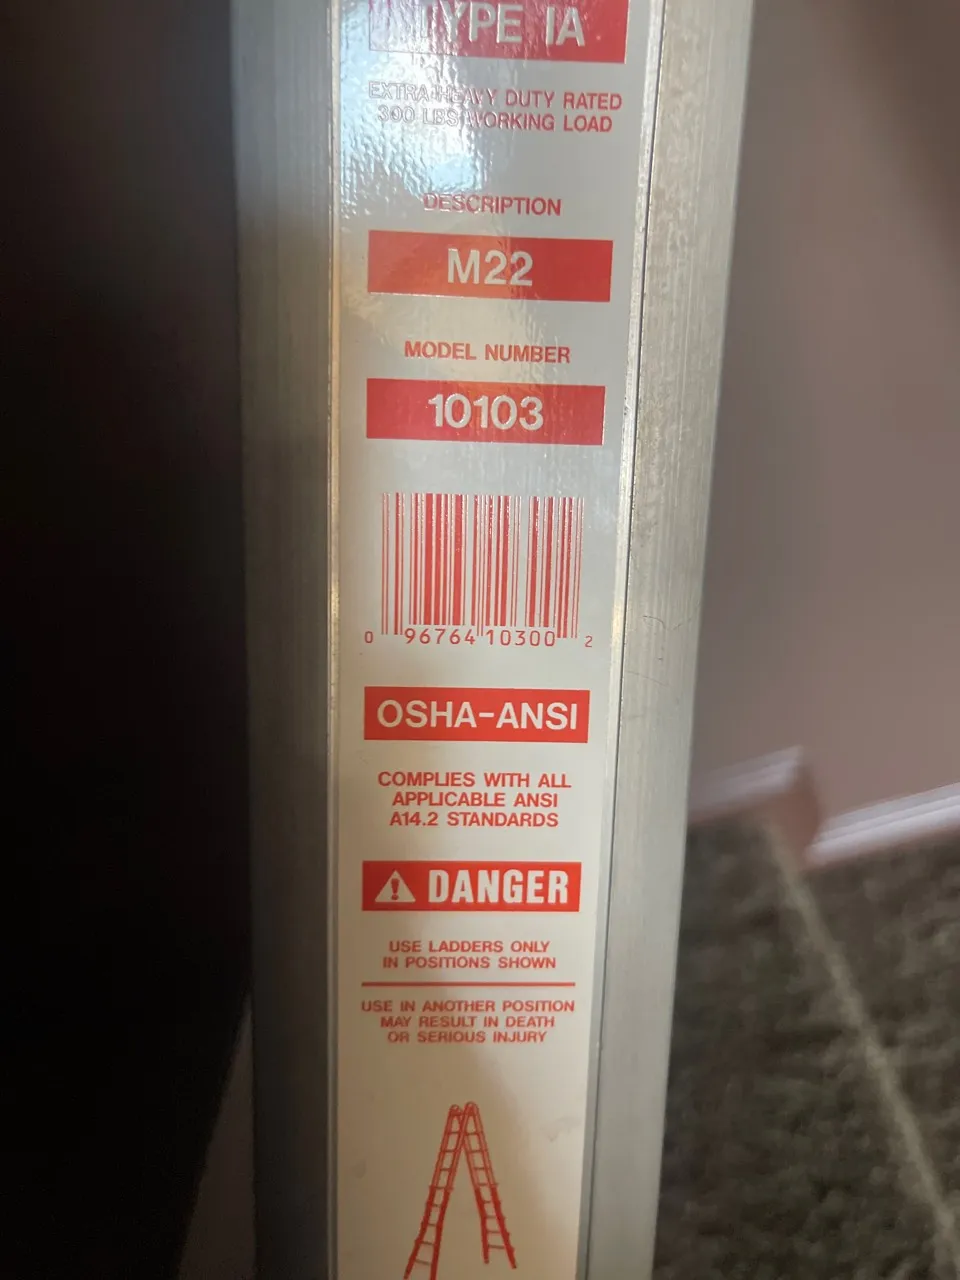 TYPE IA
EXTRA-HEAVY DUTY RATED
300 LBS WORKING LOAD
DESCRIPTION
M22
MODEL NUMBER
10103
0 96764 10300 2
OSHA-ANSI
COMPLIES WITH ALL
APPLICABLE ANSI
A14.2 STANDARDS
DANGER
USE LADDERS ONLY
IN POSITIONS SHOWN
USE IN ANOTHER POSITION
MAY RESULT IN DEATH
OR SERIOUS INJURY